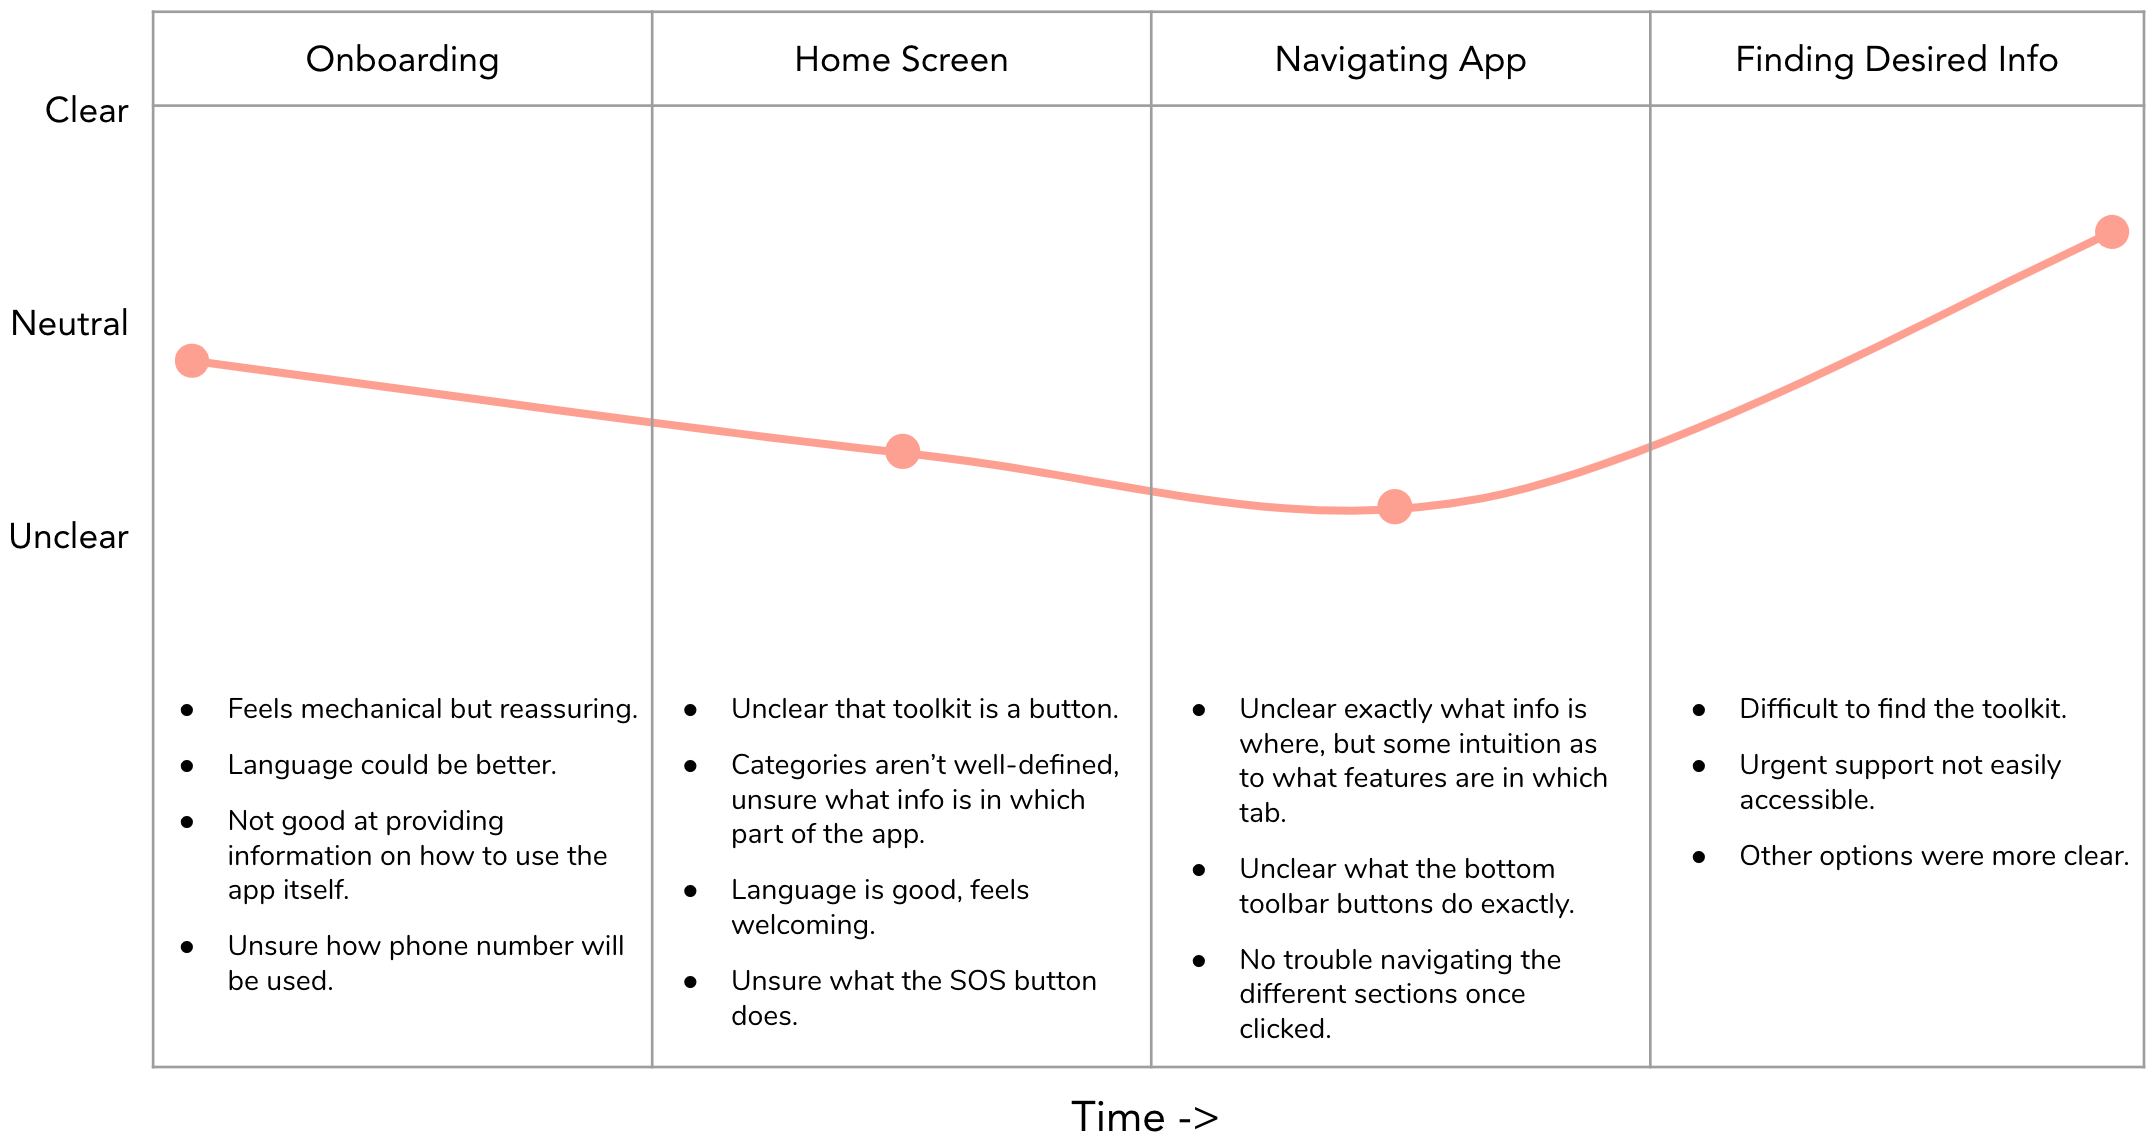 Onboarding
Home Screen
Navigating App
Finding Desired Info
Clear
Neutral
Unclear
● Feels mechanical but reassuring.
● Language could be better.
● Not good at providing
information on how to use the
app itself.
● Unsure how phone number will
be used.
● Unclear that toolkit is a button.
● Categories aren’t well-defined,
unsure what info is in which
part of the app.
● Language is good, feels
welcoming.
● Unsure what the SOS button
does.
● Unclear exactly what info is
where, but some intuition as
to what features are in which
tab.
● Unclear what the bottom
toolbar buttons do exactly.
● No trouble navigating the
different sections once
clicked.
● Difficult to find the toolkit.
● Urgent support not easily
accessible.
● Other options were more clear.
Time ->